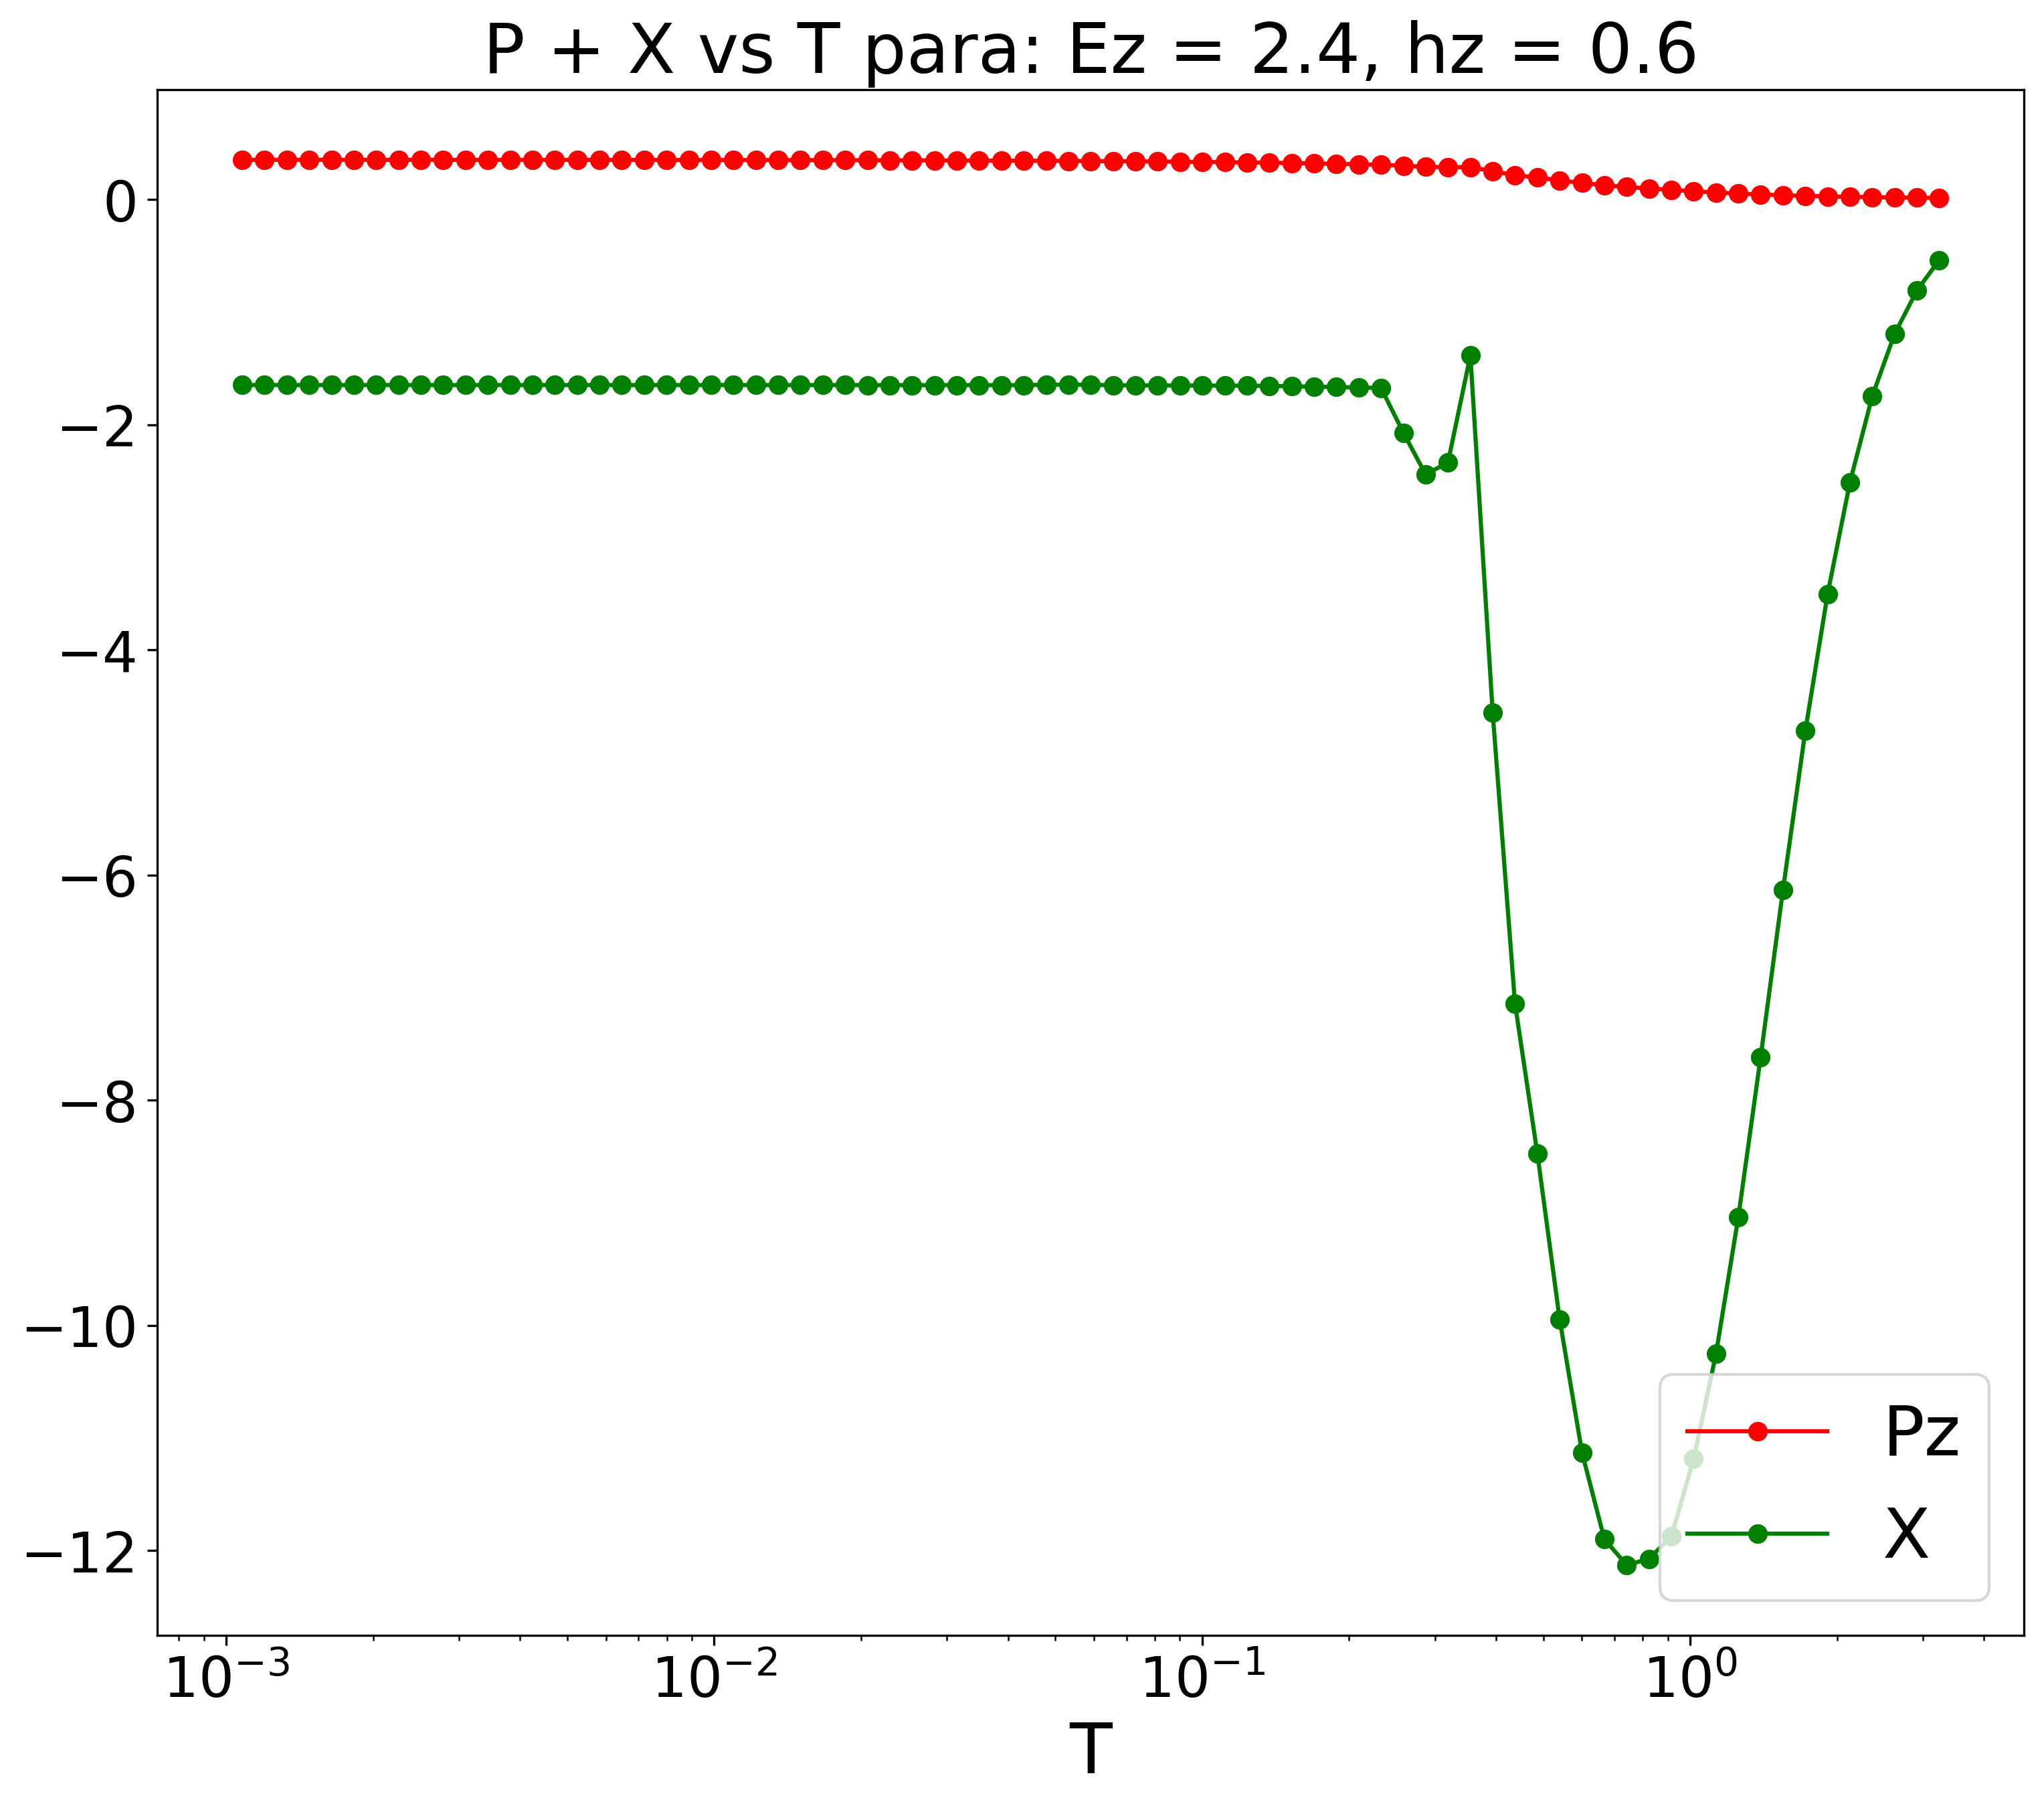 P + X vs T para: Ez = 2.4, hz = 0.6
0
−2
−4
−6
−8
−10
−12
Pz
X
10⁻³ 10⁻² 10⁻¹ 10⁰
T